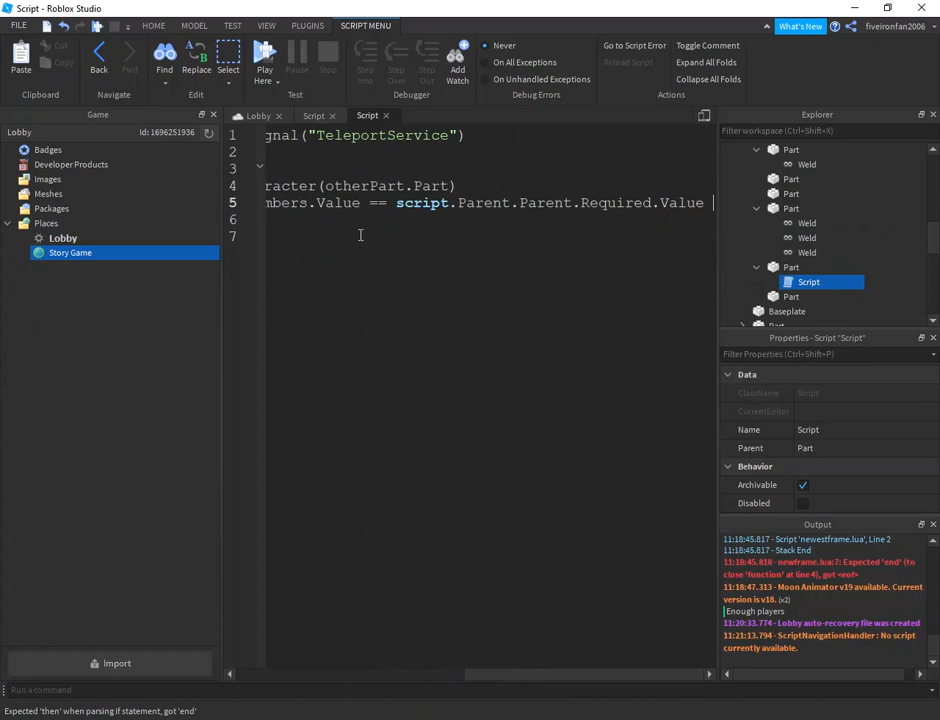 Script - Roblox Studio
FILE HOME MODEL TEST VIEW PLUGINS SCRIPT MENU What's New fiveironfan2006
Paste Cut Copy Back Fwd Find Replace Select Play Here Pause Stop Step Into Step Over Step Out Add Watch Never On All Exceptions On Unhandled Exceptions Go to Script Error Reload Script Toggle Comment Expand All Folds Collapse All Folds
Clipboard Navigate Edit Test Debugger Debug Errors Actions
Game
Lobby Id: 1696251936
Badges
Developer Products
Images
Meshes
Packages
Places
Lobby
Story Game
Import
Lobby Script Script
1 gnal("TeleportService")
2
3
4 racter(otherPart.Part)
5 mbers.Value == script.Parent.Parent.Required.Value
6
7
Explorer
Filter workspace (Ctrl+Shift+X)
Part
Weld
Part
Part
Part
Weld
Weld
Weld
Part
Script
Part
Baseplate
Part
Properties - Script "Script"
Filter Properties (Ctrl+Shift+P)
Data
ClassName Script
CurrentEditor
Name Script
Parent Part
Behavior
Archivable
Disabled
Output
11:18:45.817 - Script 'newestframe.lua', Line 2
11:18:45.817 - Stack End
11:18:45.818 - newframe.lua:7: Expected 'end' (to
close 'function' at line 4), got <eof>
11:18:47.313 - Moon Animator v19 available. Current
version is v18. (x2)
Enough players
11:20:33.774 - Lobby auto-recovery file was created
11:21:13.794 - ScriptNavigationHandler : No script
currently available.
Run a command
Expected 'then' when parsing if statement, got 'end'